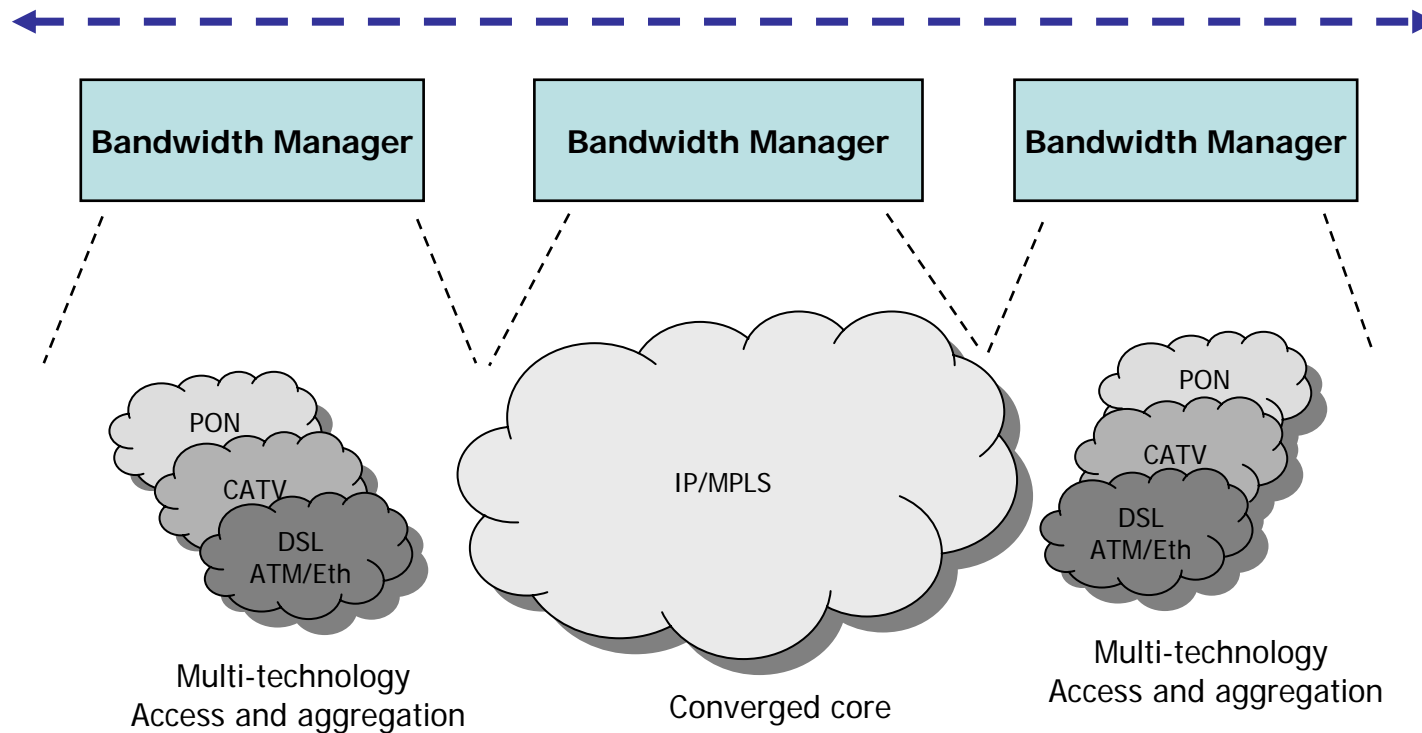 Bandwidth Manager
Bandwidth Manager
Bandwidth Manager
PON
CATV
DSL
ATM/Eth
Multi-technology
Access and aggregation
IP/MPLS
Converged core
PON
CATV
DSL
ATM/Eth
Multi-technology
Access and aggregation